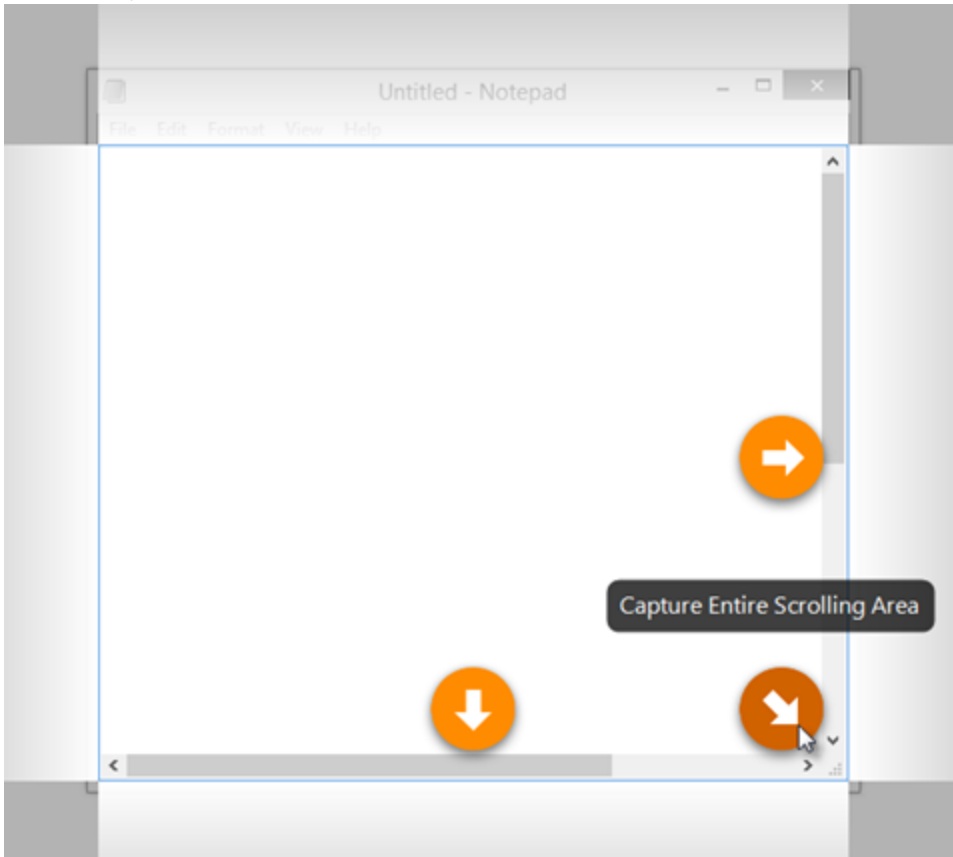 Untitled - Notepad
File Edit Format View Help
Capture Entire Scrolling Area